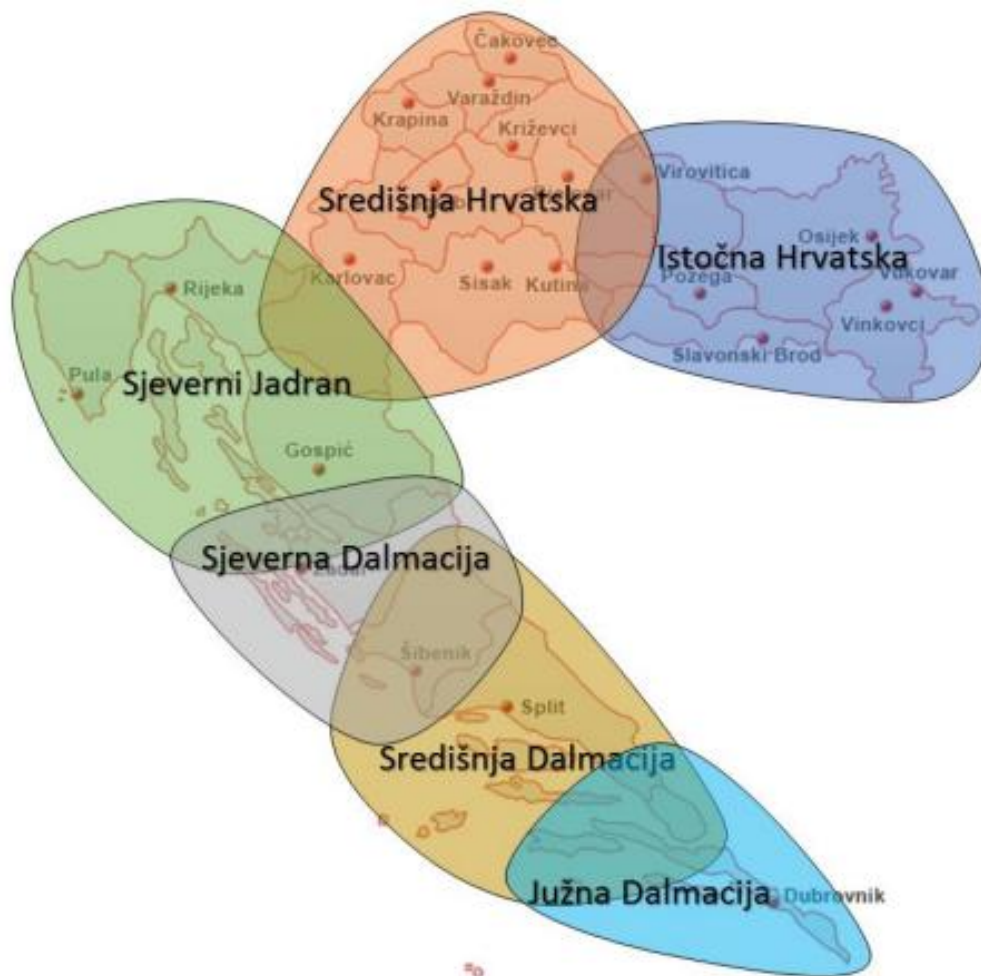 Čakovec
Varaždin
Krapina
Križevci
Virovitica
Središnja Hrvatska
Osijek
Istočna Hrvatska
Karlovac
Sisak
Kutina
Požega
Vukovar
Rijeka
Vinkovci
Slavonski Brod
Pula
Sjeverni Jadran
Gospić
Sjeverna Dalmacija
Zadar
Šibenik
Split
Središnja Dalmacija
Južna Dalmacija
Dubrovnik